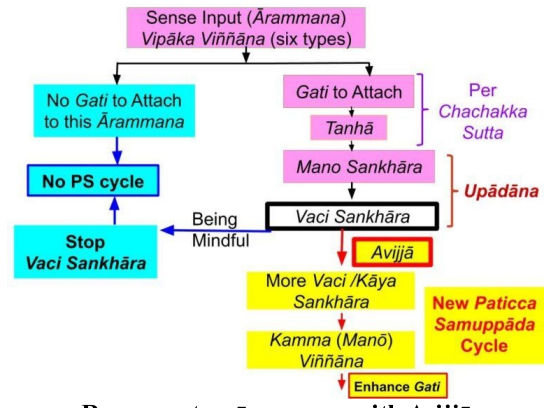 Sense Input (Ārammana)
Vipāka Viññāna (six types)
No Gati to Attach
to this Ārammana
Gati to Attach
Tanhā
Per
Chachakka
Sutta
No PS cycle
Mano Sankhāra
Upādāna
Vaci Sankhāra
Being
Mindful
Stop
Vaci Sankhāra
Avijjā
More Vaci /Kāya
Sankhāra
New Paticca
Samuppāda
Cycle
Kamma (Manō)
Viññāna
Enhance Gati